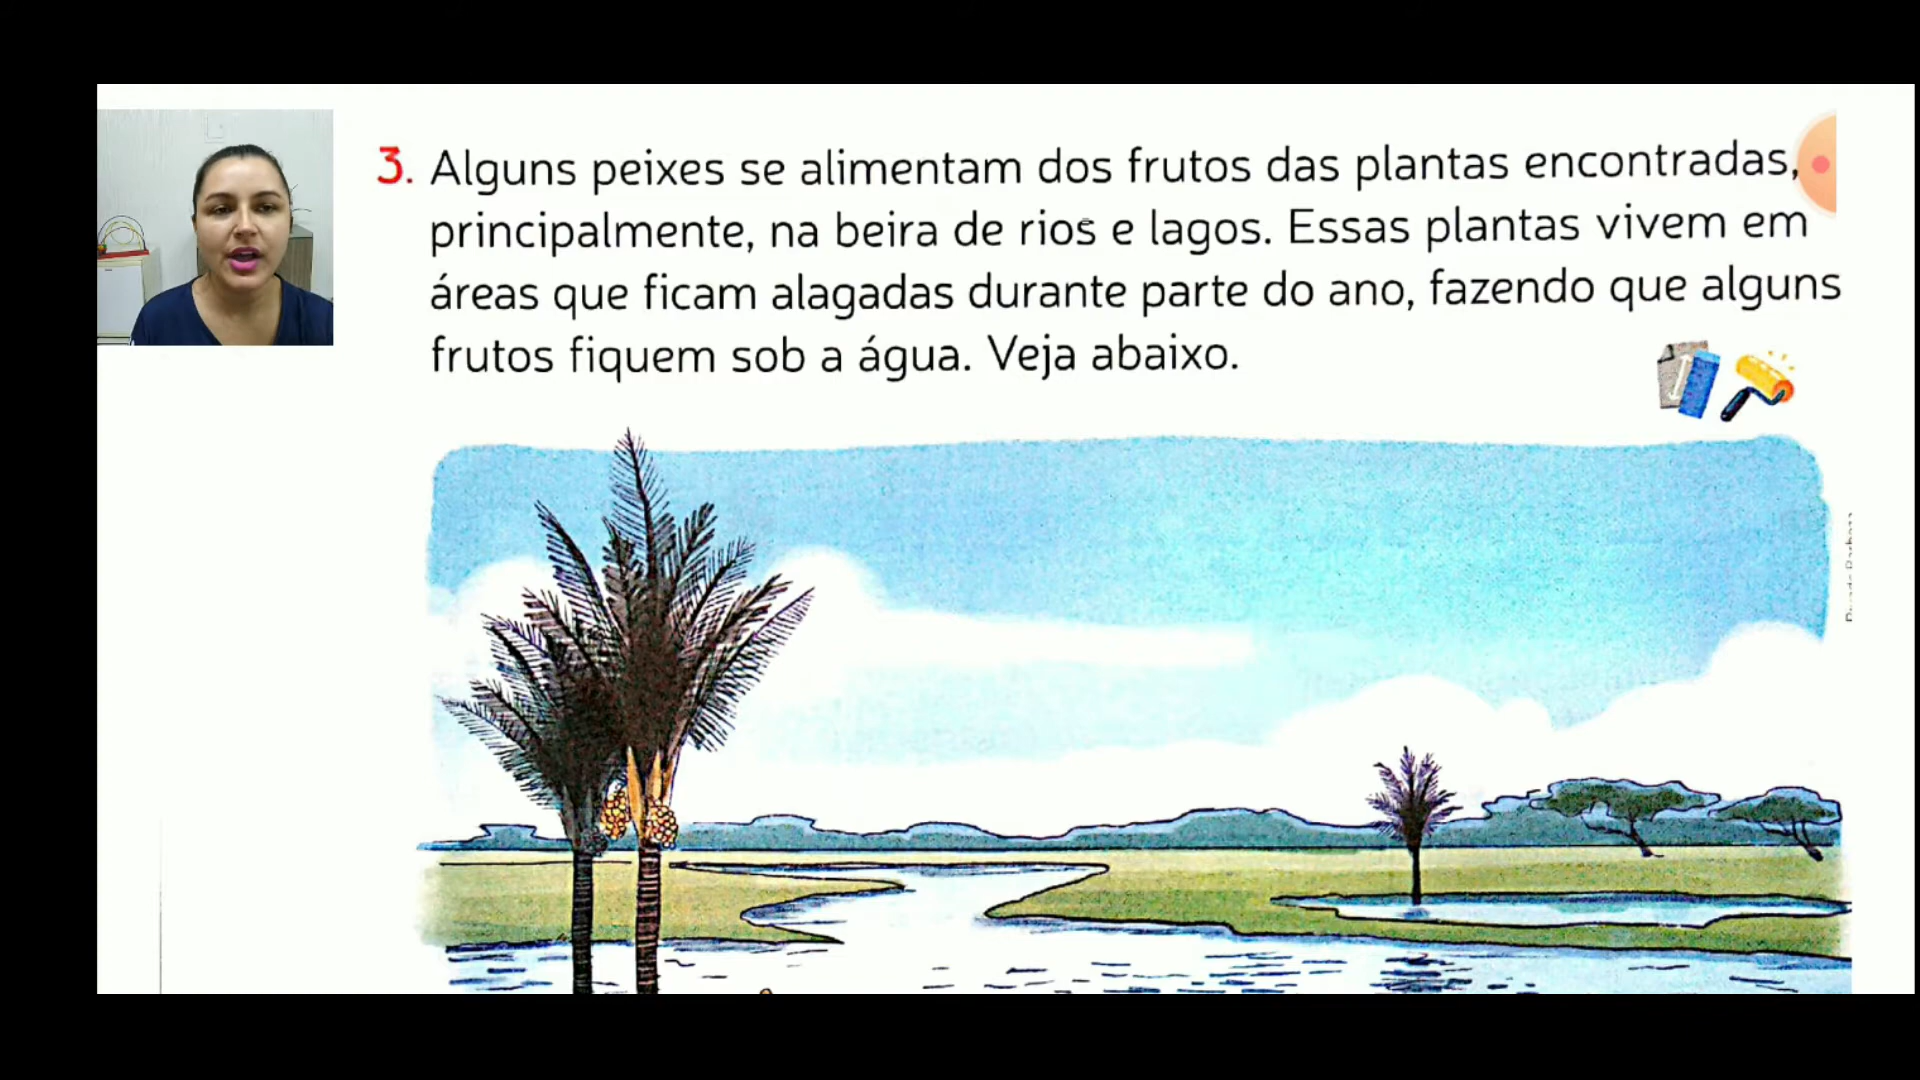 3. Alguns peixes se alimentam dos frutos das plantas encontradas,
principalmente, na beira de rios e lagos. Essas plantas vivem em
áreas que ficam alagadas durante parte do ano, fazendo que alguns
frutos fiquem sob a água. Veja abaixo.